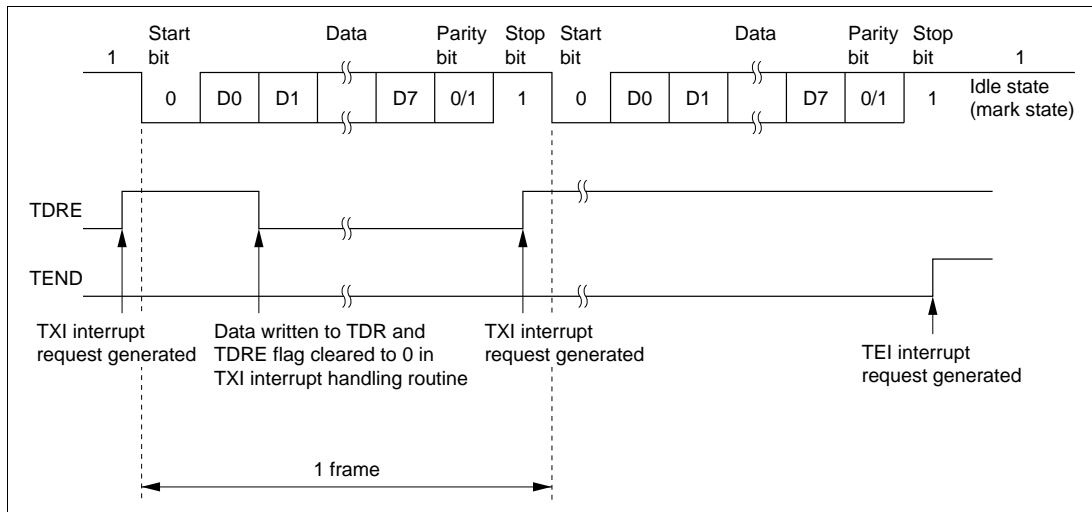 Start bit Data Parity bit Stop bit Start bit Data Parity bit Stop bit
1 1
0 D0 D1 D7 0/1 1 0 D0 D1 D7 0/1 1 Idle state (mark state)
TDRE
TEND
TXI interrupt
request generated
Data written to TDR and
TDRE flag cleared to 0 in
TXI interrupt handling routine
TXI interrupt
request generated
TEI interrupt
request generated
1 frame